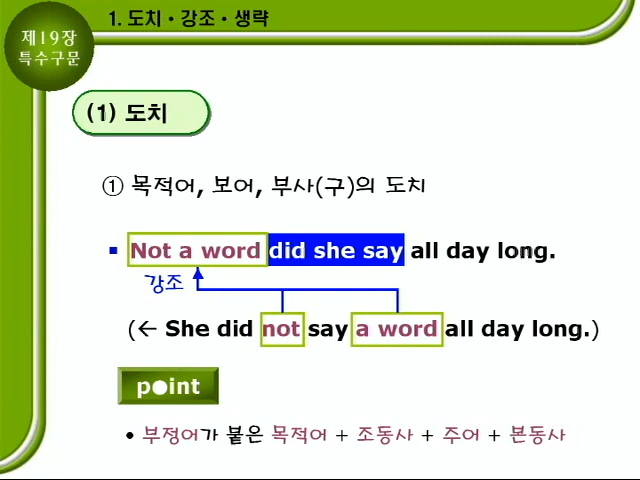 1. 도치·강조·생략
제19장
특수구문
(1) 도치
① 목적어, 보어, 부사(구)의 도치
▪ Not a word did she say all day long.
강조
(← She did not say a word all day long.)
p●int
• 부정어가 붙은 목적어 + 조동사 + 주어 + 본동사